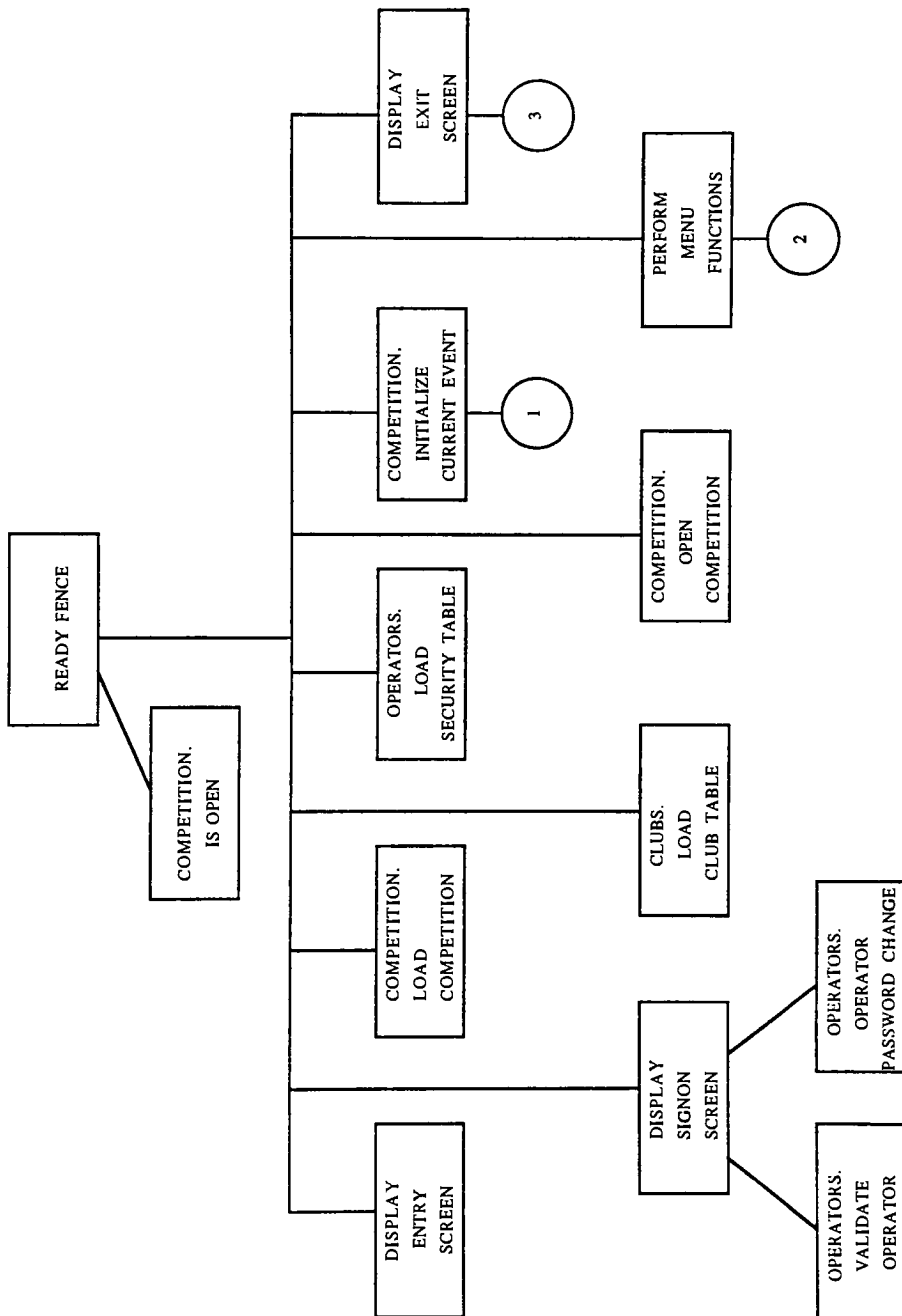 READY FENCE
COMPETITION.
IS OPEN
DISPLAY
ENTRY
SCREEN
COMPETITION.
LOAD
COMPETITION
OPERATORS.
LOAD
SECURITY TABLE
COMPETITION.
INITIALIZE
CURRENT EVENT
1
DISPLAY
EXIT
SCREEN
3
DISPLAY
SIGNON
SCREEN
CLUBS.
LOAD
CLUB TABLE
COMPETITION.
OPEN
COMPETITION
PERFORM
MENU
FUNCTIONS
2
OPERATORS.
VALIDATE
OPERATOR
OPERATORS.
OPERATOR
PASSWORD CHANGE